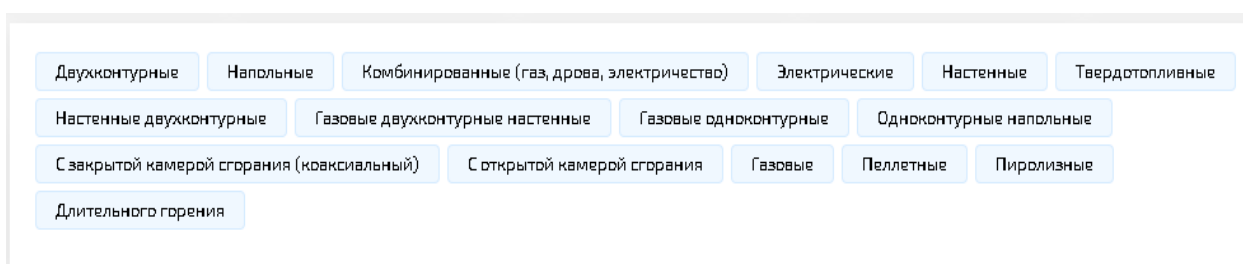 Двухконтурные Напольные Комбинированные (газ, дрова, электричество) Электрические Настенные Твердотопливные
Настенные двухконтурные Газовые двухконтурные настенные Газовые одноконтурные Одноконтурные напольные
С закрытой камерой сгорания (коаксиальный) С открытой камерой сгорания Газовые Пеллетные Пиролизные
Длительного горения